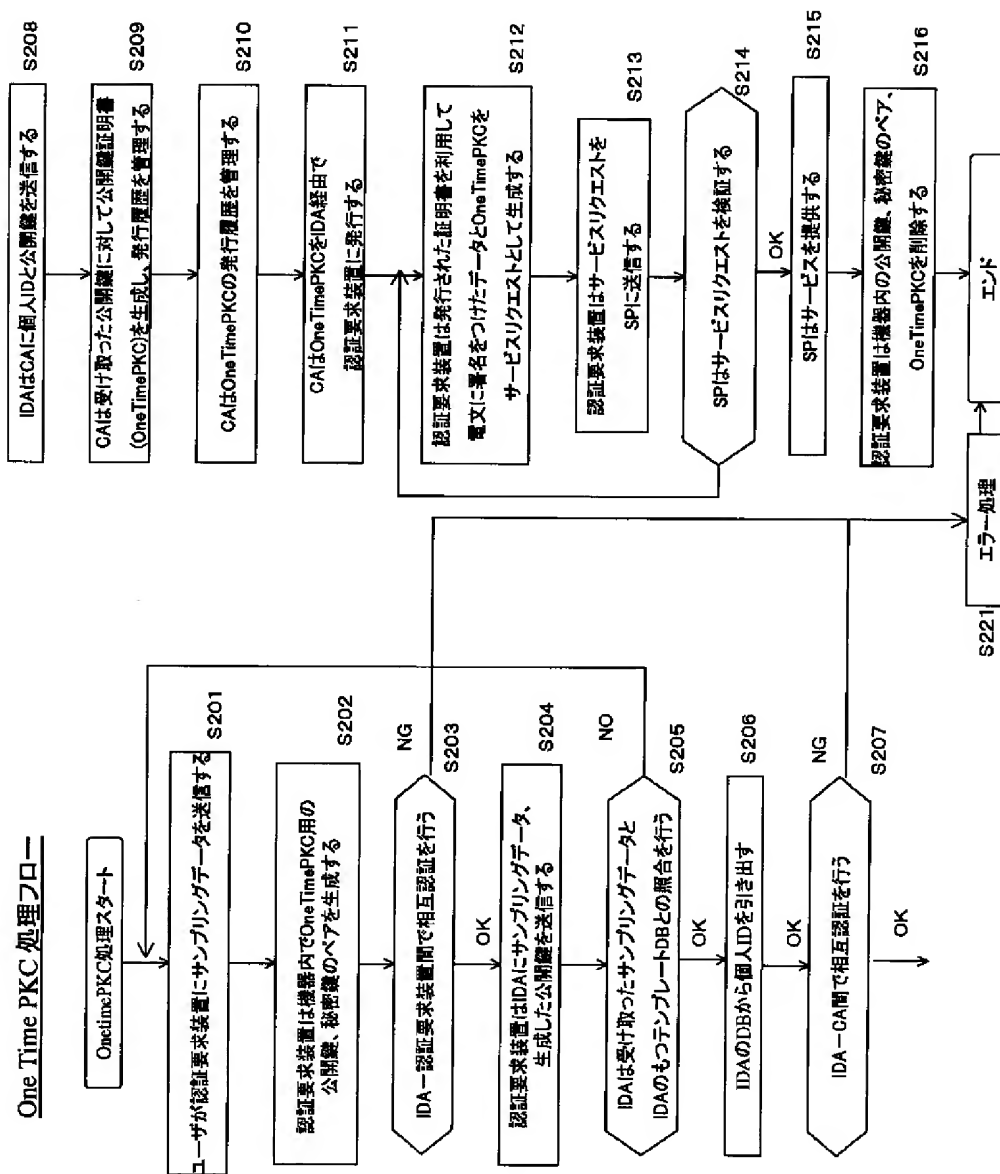 One Time PKC 処理フロー
OnetimePKC処理スタート
ユーザが認証要求装置にサンプリングデータを送信する
S201
認証要求装置は機器内でOneTimePKC用の
公開鍵、秘密鍵のペアを生成する
S202
IDAー認証要求装置間で相互認証を行う
NG
S203
OK
認証要求装置はIDAにサンプリングデータ、
生成した公開鍵を送信する
S204
IDAは受け取ったサンプリングデータと
IDAのもつテンプレートDBとの照合を行う
NO
S205
OK
IDAのDBから個人IDを引き出す
S206
OK
IDAーCA間で相互認証を行う
NG
S207
OK
IDAはCAに個人IDと公開鍵を送信する
S208
CAは受け取った公開鍵に対して公開鍵証明書
(OneTimePKC)を生成し、発行履歴を管理する
S209
CAはOneTimePKCの発行履歴を管理する
S210
CAはOneTimePKCをIDA経由で
認証要求装置に発行する
S211
認証要求装置は発行された証明書を利用して
電文に署名をつけたデータとOneTimePKCを
サービスリクエストとして生成する
S212
認証要求装置はサービスリクエストを
SPに送信する
S213
SPはサービスリクエストを検証する
S214
OK
SPはサービスを提供する
S215
認証要求装置は機器内の公開鍵、秘密鍵のペア、
OneTimePKCを削除する
S216
エンド
エラー処理
S221